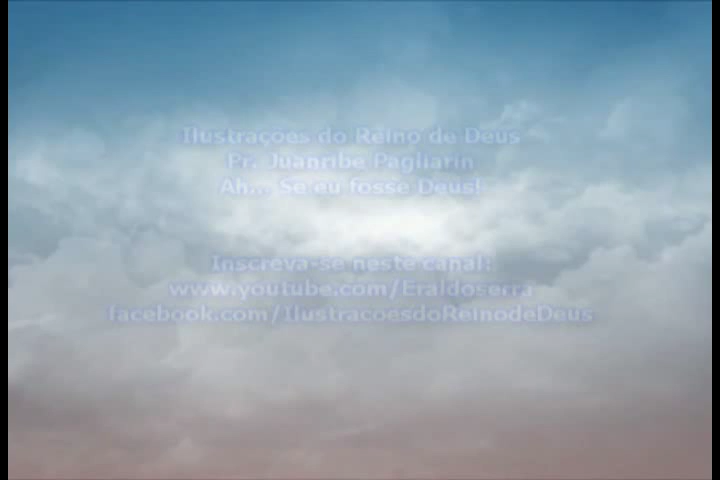 Ilustrações do Reino de Deus
Pr. Juanribe Pagliarin
Ah... Se eu fosse Deus!
Inscreva-se neste canal:
www.youtube.com/Eraldoserra
facebook.com/IlustracoesdoReinodeDeus